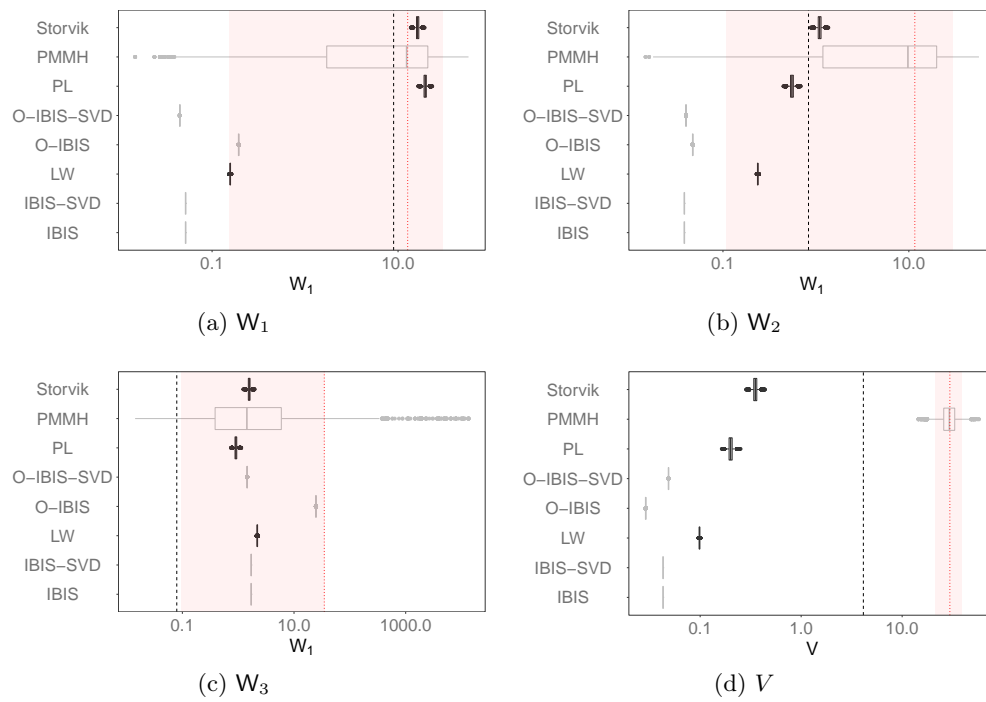 Storvik
PMMH
PL
O−IBIS−SVD
O−IBIS
LW
IBIS−SVD
IBIS
0.1 10.0
W1
(a) W1
Storvik
PMMH
PL
O−IBIS−SVD
O−IBIS
LW
IBIS−SVD
IBIS
0.1 10.0
W1
(b) W2
Storvik
PMMH
PL
O−IBIS−SVD
O−IBIS
LW
IBIS−SVD
IBIS
0.1 10.0 1000.0
W1
(c) W3
Storvik
PMMH
PL
O−IBIS−SVD
O−IBIS
LW
IBIS−SVD
IBIS
0.1 1.0 10.0
V
(d) V